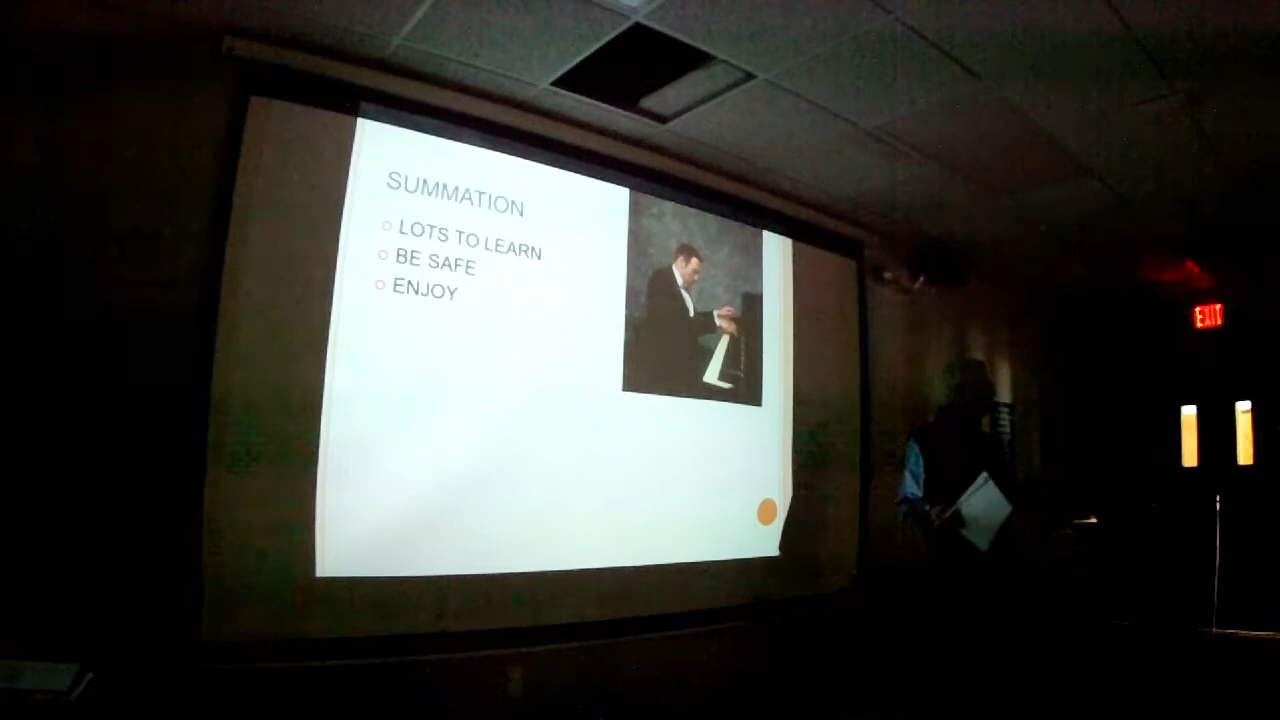 SUMMATION
LOTS TO LEARN
BE SAFE
ENJOY
EXIT